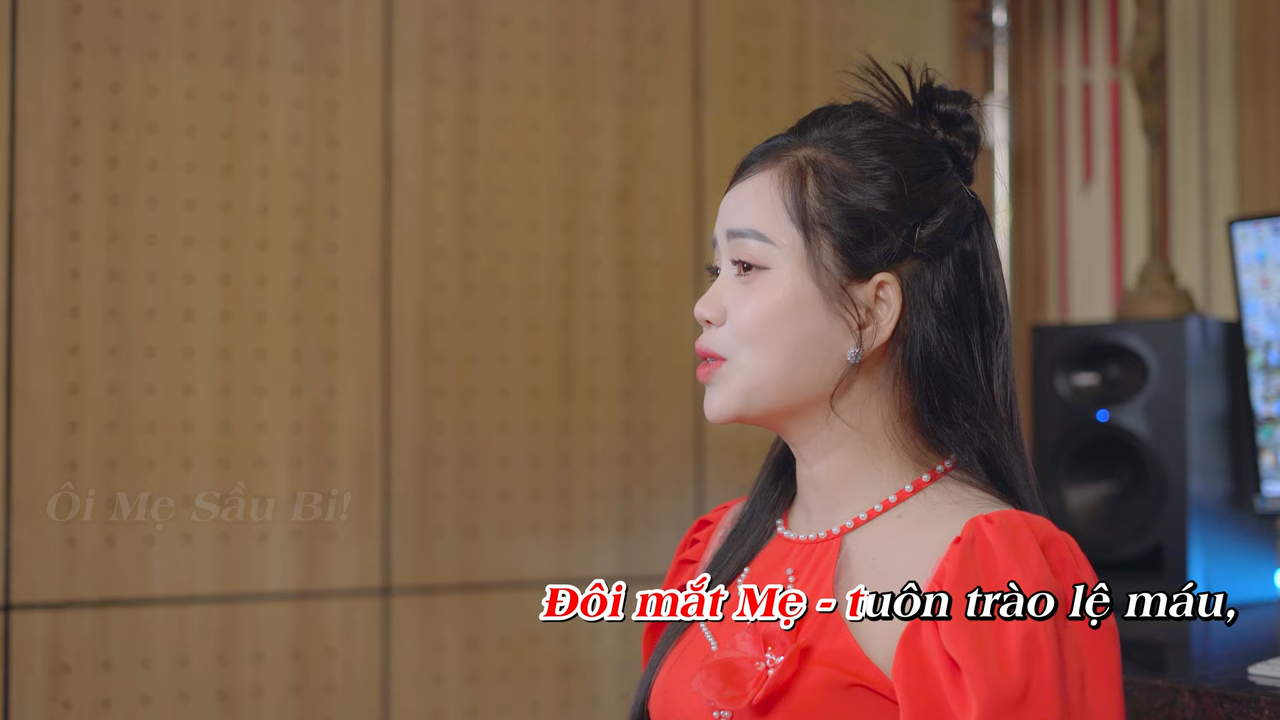 Ôi Mẹ Sầu Bi!
Đôi mắt Mẹ - tuôn trào lệ máu,